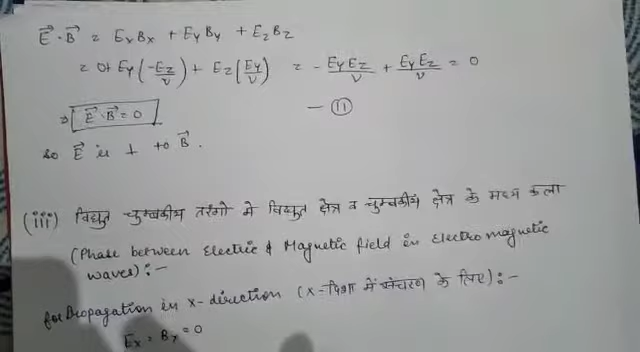 E⃗ · B⃗ = ExBx + EyBy + EzBz
= 0 + Ey(-Ez/v) + Ez(Ey/v) = - EyEz/v + EyEz/v = 0
⇒ E⃗·B⃗ = 0 — (11)
so E⃗ is ⊥ to B⃗.
(iii) विद्युत चुम्बकीय तरंगो मे विद्युत क्षेत्र व चुम्बकीय क्षेत्र के मध्य कला
(Phase between Electric & Magnetic field in Electromagnetic
waves) :-
for Propagation in x-direction (x-दिशा में संचरण के लिए) :-
Ex = Bx = 0